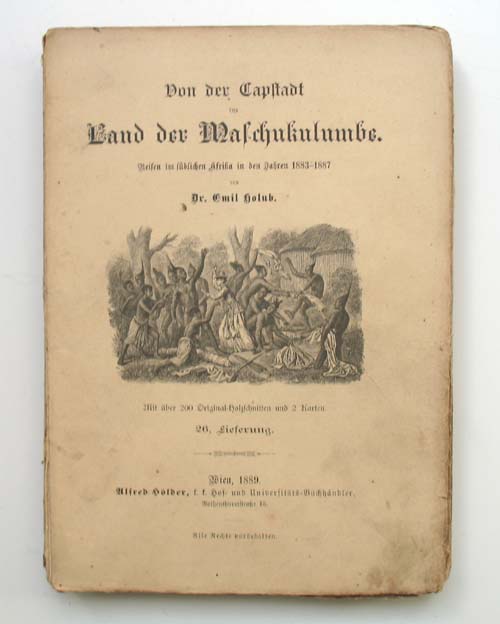 Von der Capstadt
ins
Land der Maschukulumbe.
Reisen im südlichen Afrika in den Jahren 1883–1887
von
Dr. Emil Holub.
Mit über 200 Original-Holzschnitten und 2 Karten.
26. Lieferung.
Wien, 1889.
Alfred Hölder, k. k. Hof- und Universitäts-Buchhändler,
Rothenthurmstraße 15.
Alle Rechte vorbehalten.